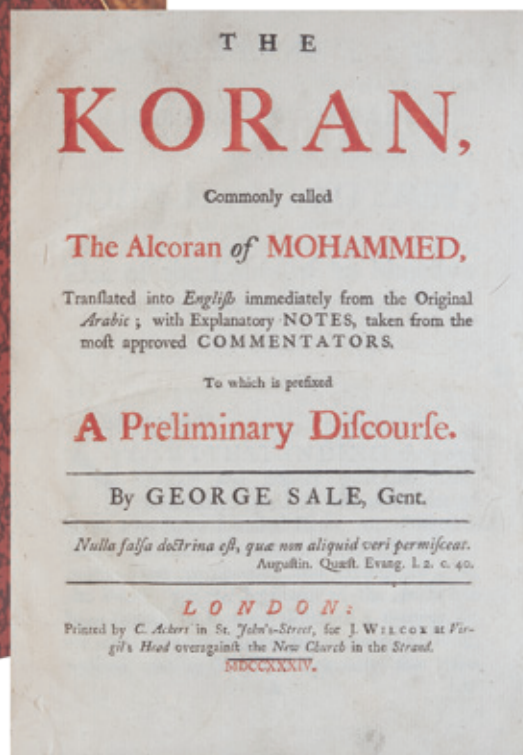 THE
KORAN,
Commonly called
The Alcoran of MOHAMMED,
Tranſlated into Engliſh immediately from the Original
Arabic ; with Explanatory NOTES, taken from the
moſt approved COMMENTATORS.
To which is prefixed
A Preliminary Diſcourſe.
By GEORGE SALE, Gent.
Nulla falſa doctrina eſt, quæ non aliquid veri permiſceat.
Auguſtin. Quæſt. Evang. l. 2. c. 40.
LONDON:
Printed by C. Ackers in St. John's-Street, for J. WILCOX at Vir-
gil's Head overagainſt the New Church in the Strand.
MDCCXXXIV.